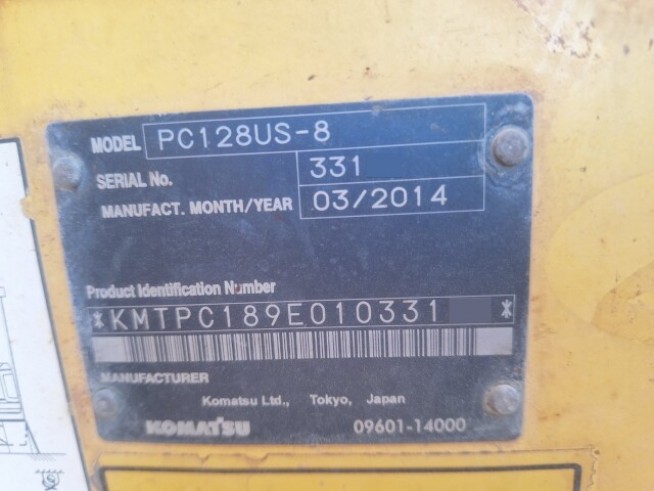 MODEL PC128US-8
SERIAL No. 331
MANUFACT. MONTH/YEAR 03/2014
Product Identification Number
*KMTPC189E010331 *
MANUFACTURER
Komatsu Ltd., Tokyo, Japan
KOMATSU 09601-14000